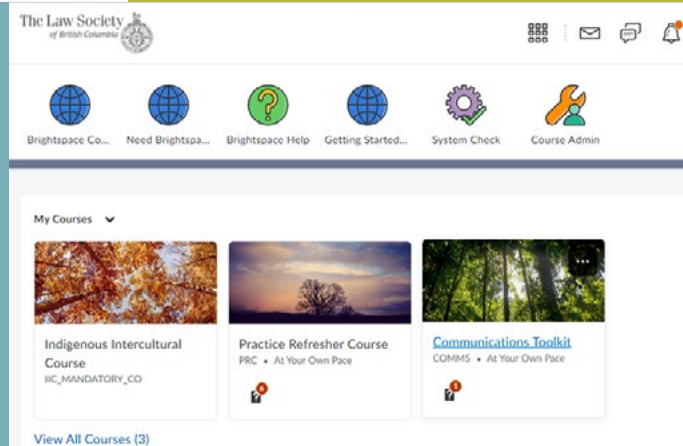 The Law Society
of British Columbia
Brightspace Co...
Need Brightspa...
Brightspace Help
Getting Started...
System Check
Course Admin
My Courses
Indigenous Intercultural
Course
IIC_MANDATORY_CO
Practice Refresher Course
PRC • At Your Own Pace
6
Communications Toolkit
COMMS • At Your Own Pace
1
View All Courses (3)